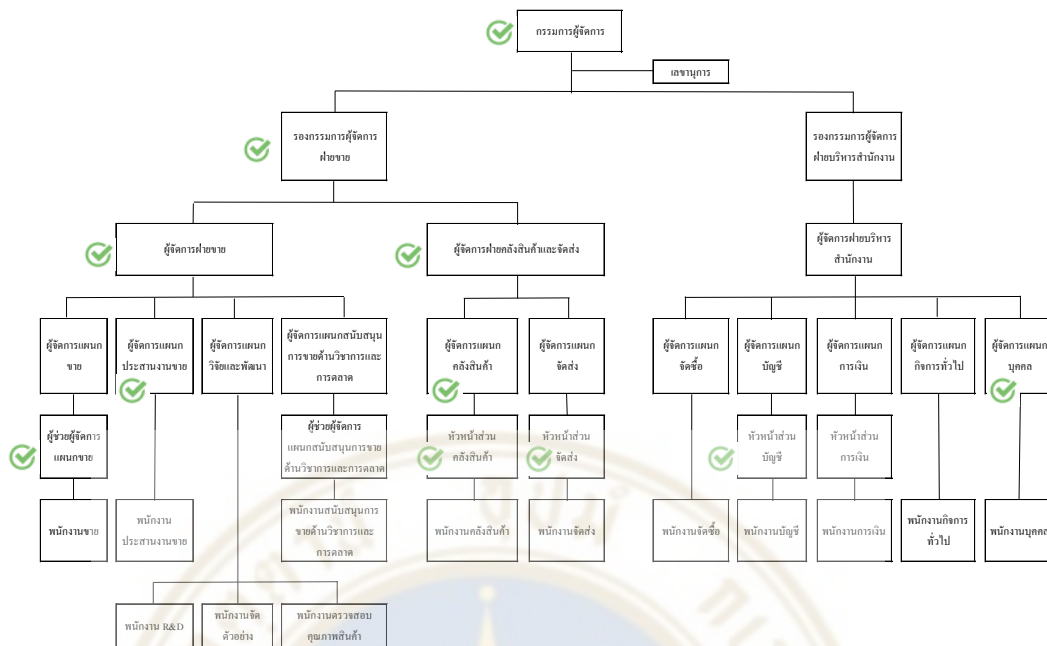 กรรมการผู้จัดการ
เลขานุการ
รองกรรมการผู้จัดการ
ฝ่ายขาย
รองกรรมการผู้จัดการ
ฝ่ายบริหารสำนักงาน
ผู้จัดการฝ่ายขาย
ผู้จัดการฝ่ายคลังสินค้าและจัดส่ง
ผู้จัดการฝ่ายบริหาร
สำนักงาน
ผู้จัดการแผนก
ขาย
ผู้จัดการแผนก
ประสานงานขาย
ผู้จัดการแผนก
วิจัยและพัฒนา
ผู้จัดการแผนกสนับสนุน
การขายด้านวิชาการและ
การตลาด
ผู้จัดการแผนก
คลังสินค้า
ผู้จัดการแผนก
จัดส่ง
ผู้จัดการแผนก
จัดซื้อ
ผู้จัดการแผนก
บัญชี
ผู้จัดการแผนก
การเงิน
ผู้จัดการแผนก
กิจการทั่วไป
ผู้จัดการแผนก
บุคคล
ผู้ช่วยผู้จัดการ
แผนกขาย
ผู้ช่วยผู้จัดการ
แผนกสนับสนุนการขาย
ด้านวิชาการและการตลาด
หัวหน้าส่วน
คลังสินค้า
หัวหน้าส่วน
จัดส่ง
หัวหน้าส่วน
บัญชี
หัวหน้าส่วน
การเงิน
พนักงานขาย
พนักงาน
ประสานงานขาย
พนักงานสนับสนุนการ
ขายด้านวิชาการและ
การตลาด
พนักงานคลังสินค้า
พนักงานจัดส่ง
พนักงานจัดซื้อ
พนักงานบัญชี
พนักงานการเงิน
พนักงานกิจการ
ทั่วไป
พนักงานบุคคล
พนักงาน R&D
พนักงานจัด
ตัวอย่าง
พนักงานตรวจสอบ
คุณภาพสินค้า